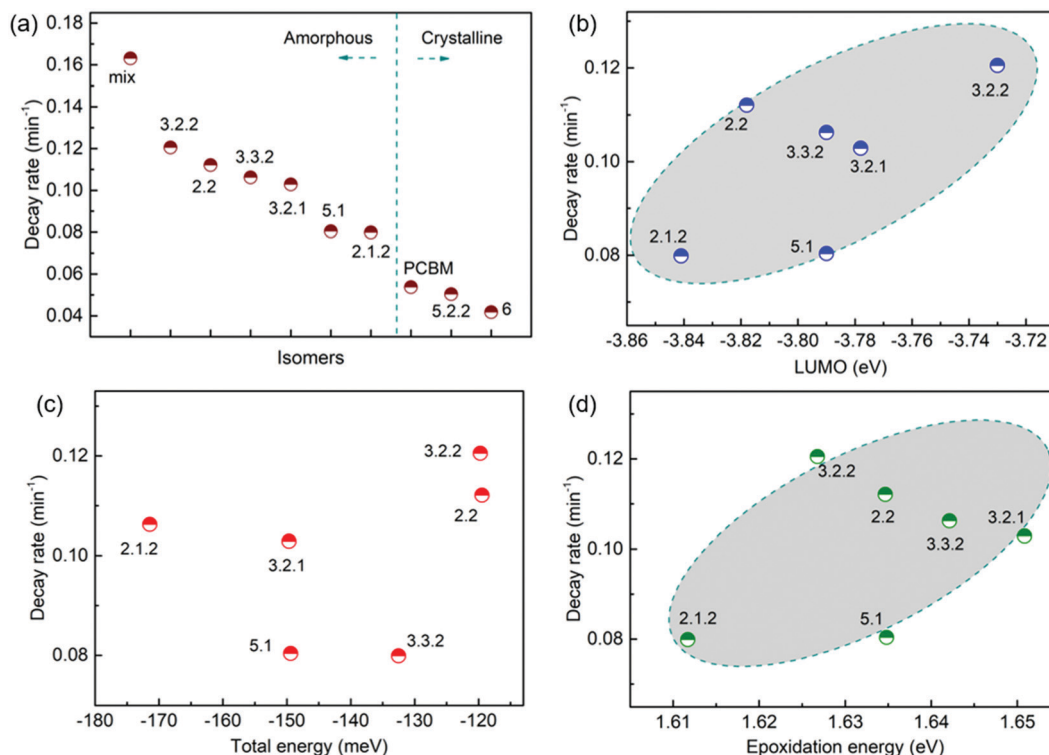 (a)
0.18
0.16
0.14
0.12
0.10
0.08
0.06
0.04
Decay rate (min⁻¹)
Amorphous
Crystalline
mix
3.2.2
2.2
3.3.2
3.2.1
5.1
2.1.2
PCBM
5.2.2
6
Isomers
(b)
0.12
0.10
0.08
Decay rate (min⁻¹)
2.2
3.2.2
3.3.2
3.2.1
2.1.2
5.1
-3.86 -3.84 -3.82 -3.80 -3.78 -3.76 -3.74 -3.72
LUMO (eV)
(c)
0.12
0.10
0.08
Decay rate (min⁻¹)
3.2.2
2.2
2.1.2
3.2.1
5.1
3.3.2
-180 -170 -160 -150 -140 -130 -120
Total energy (meV)
(d)
0.12
0.10
0.08
Decay rate (min⁻¹)
3.2.2
2.2
3.2.1
3.3.2
2.1.2
5.1
1.61 1.62 1.63 1.64 1.65
Epoxidation energy (eV)